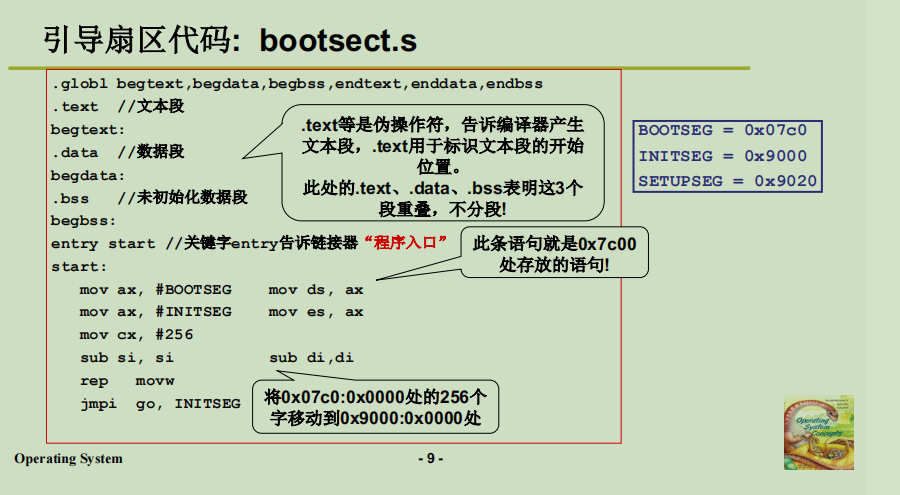 引导扇区代码: bootsect.s
.globl begtext,begdata,begbss,endtext,enddata,endbss
.text //文本段
begtext:
.data //数据段
begdata:
.bss //未初始化数据段
begbss:
entry start //关键字entry告诉链接器“程序入口”
start:
mov ax, #BOOTSEG mov ds, ax
mov ax, #INITSEG mov es, ax
mov cx, #256
sub si, si sub di,di
rep movw
jmpi go, INITSEG
.text等是伪操作符，告诉编译器产生
文本段，.text用于标识文本段的开始
位置。
此处的.text、.data、.bss表明这3个
段重叠，不分段!
BOOTSEG = 0x07c0
INITSEG = 0x9000
SETUPSEG = 0x9020
此条语句就是0x7c00
处存放的语句!
将0x07c0:0x0000处的256个
字移动到0x9000:0x0000处
Operating
System
Concepts
Operating System
- 9 -